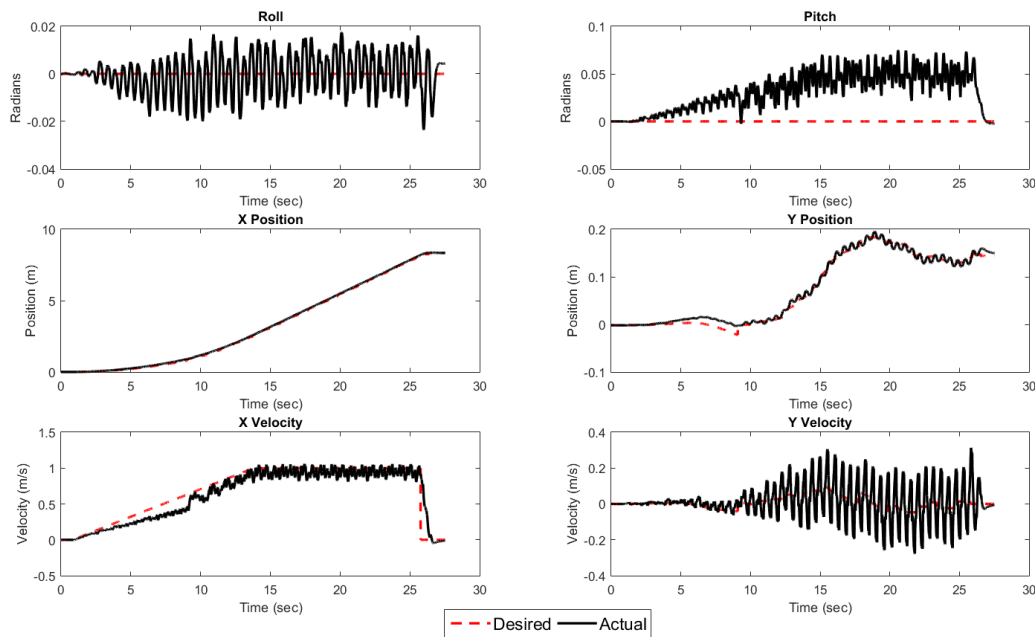 Roll
0.02
0
-0.02
-0.04
Radians
0 5 10 15 20 25 30
Time (sec)
Pitch
0.1
0.05
0
-0.05
Radians
0 5 10 15 20 25 30
Time (sec)
X Position
10
5
0
Position (m)
0 5 10 15 20 25 30
Time (sec)
Y Position
0.2
0.1
0
-0.1
Position (m)
0 5 10 15 20 25 30
Time (sec)
X Velocity
1.5
1
0.5
0
-0.5
Velocity (m/s)
0 5 10 15 20 25 30
Time (sec)
Y Velocity
0.4
0.2
0
-0.2
-0.4
Velocity (m/s)
0 5 10 15 20 25 30
Time (sec)
Desired Actual